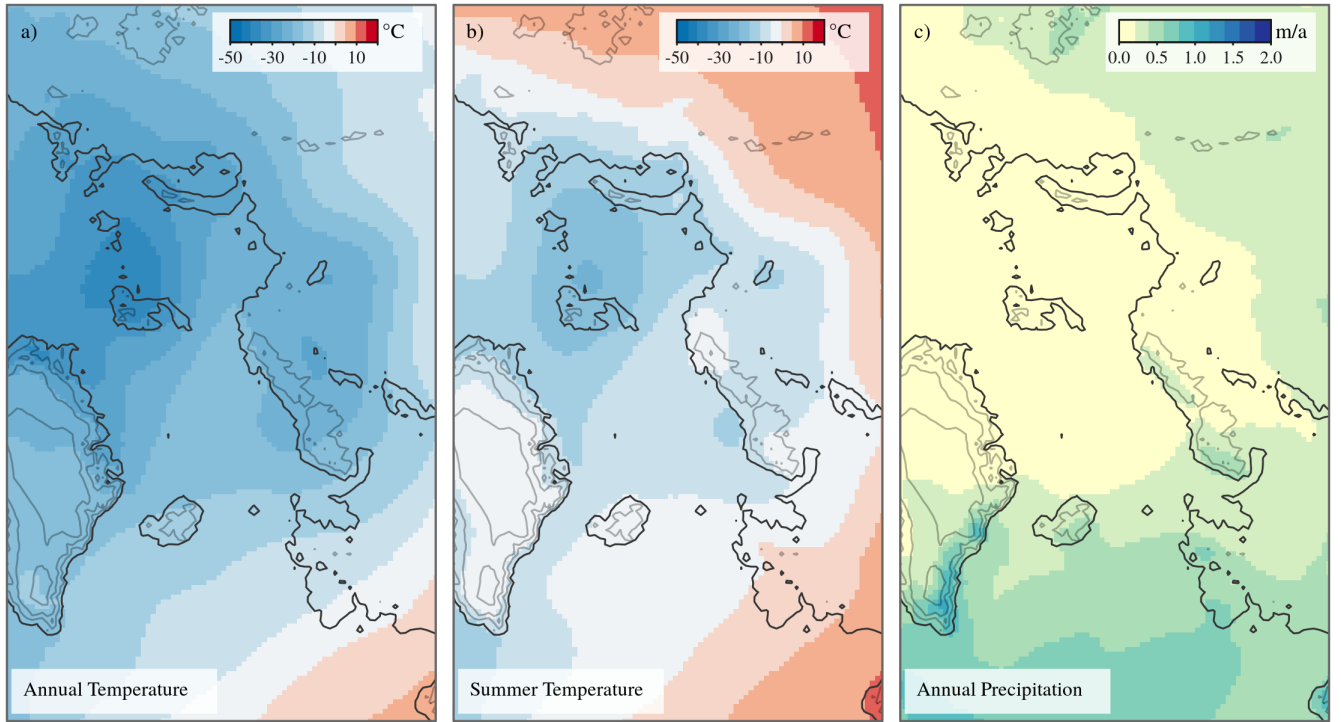 a)
°C
-50 -30 -10 10
Annual Temperature
b)
°C
-50 -30 -10 10
Summer Temperature
c)
m/a
0.0 0.5 1.0 1.5 2.0
Annual Precipitation